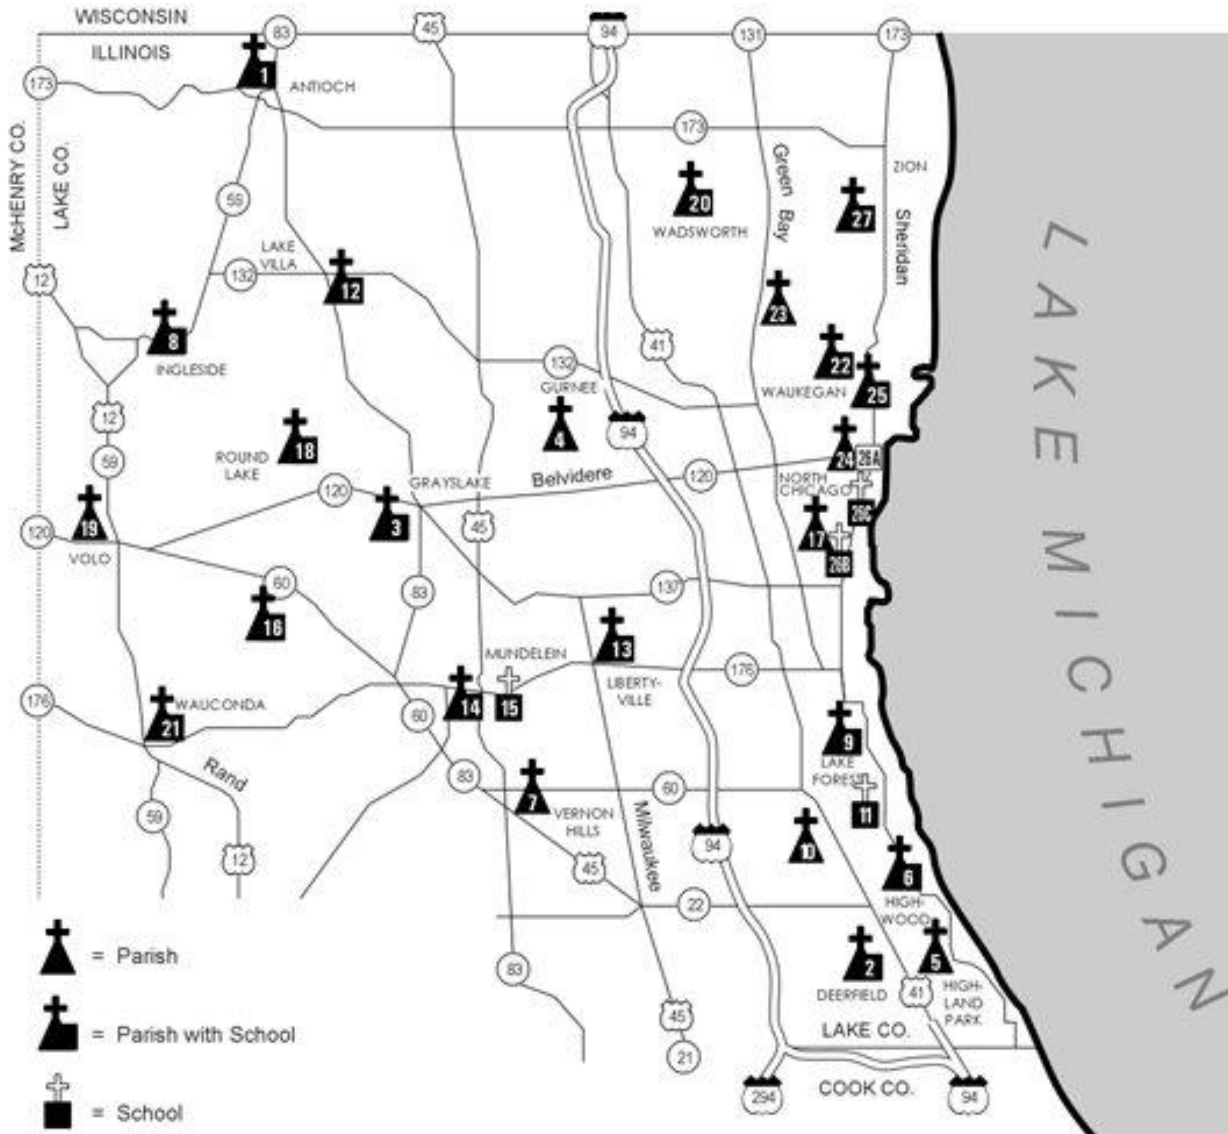 WISCONSIN
ILLINOIS
83
45
94
131
173
1
ANTIOCH
173
McHENRY CO.
LAKE CO.
173
ZION
Green Bay
Sheridan
20
WADSWORTH
27
59
LAKE
VILLA
12
132
12
23
8
INGLESIDE
41
132
GURNEE
22
WAUKEGAN
25
12
94
4
18
ROUND
LAKE
59
24
26A
GRAYSLAKE
Belvidere
120
NORTH
CHICAGO
120
26C
3
19
45
17
120
VOLO
26B
60
83
137
16
13
MUNDELEIN
176
LIBERTY-
VILLE
176
WAUCONDA
21
14
15
60
9
LAKE
FOREST
Rand
83
7
60
11
VERNON
HILLS
Milwaukee
59
10
94
12
45
6
22
HIGH-
WOOD
= Parish
2
5
83
DEERFIELD
41
HIGH-
LAND
PARK
45
LAKE CO.
= Parish with School
21
COOK CO.
294
94
= School
LAKE MICHIGAN